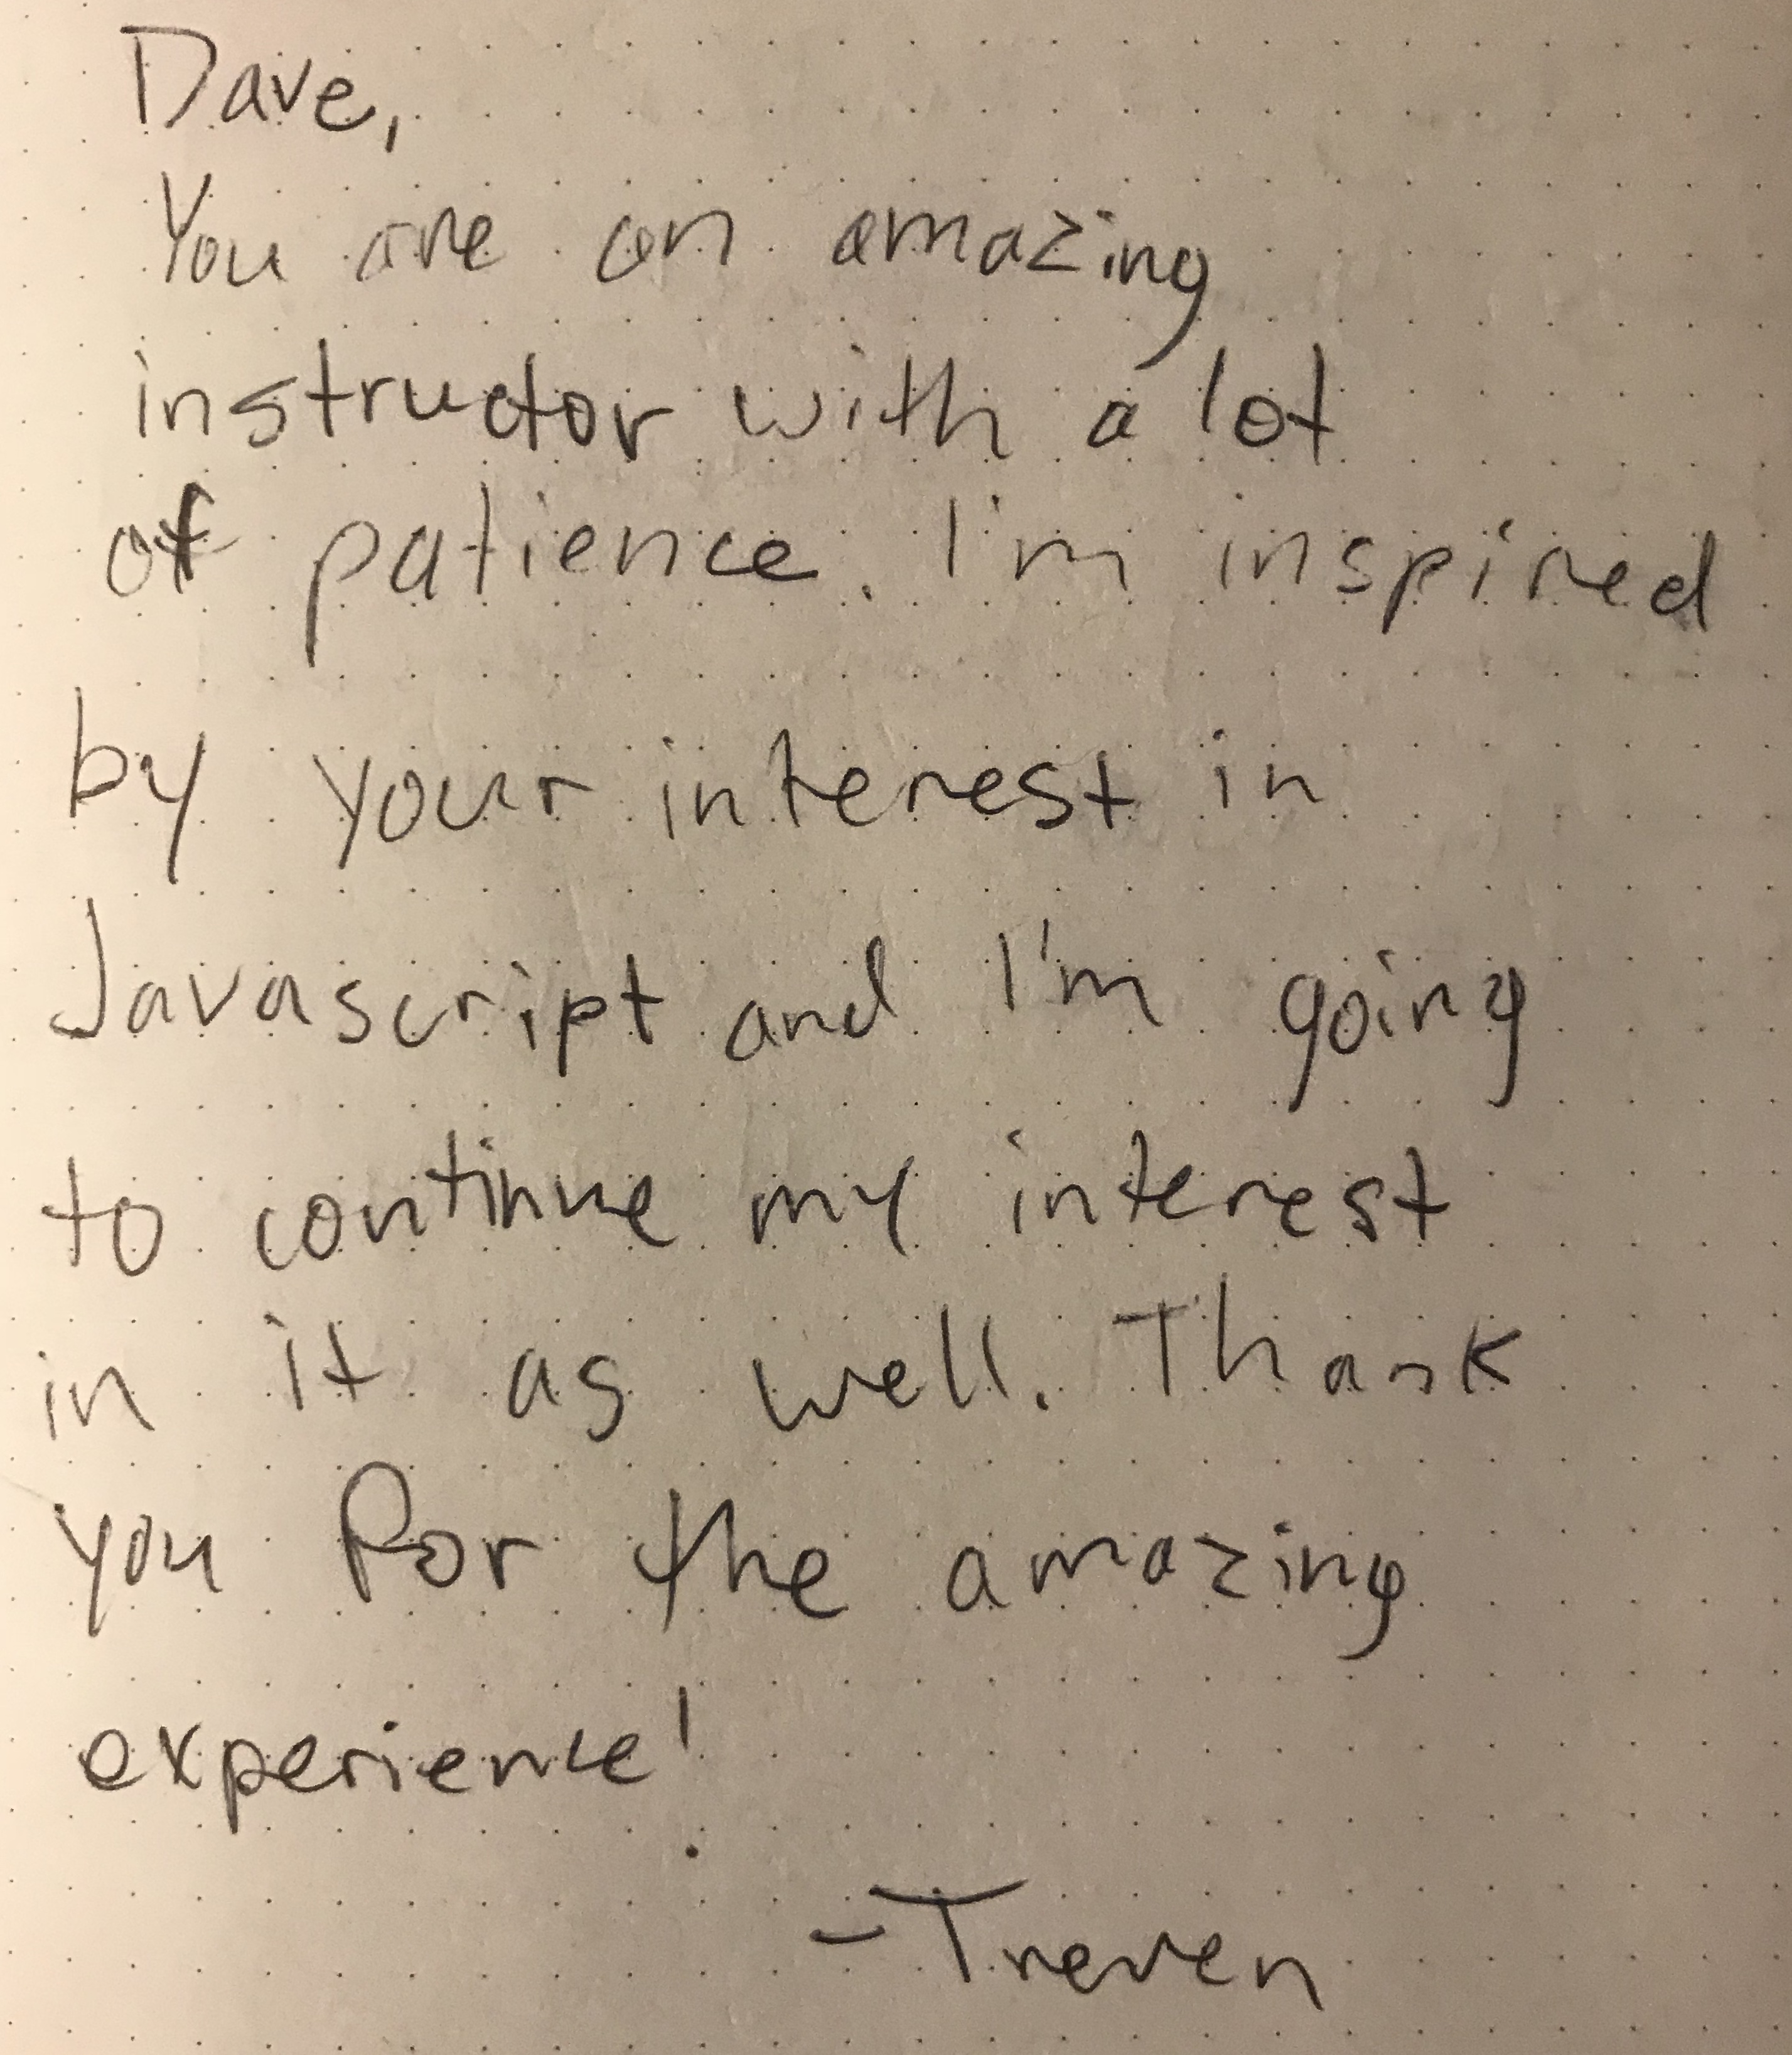 Dave,
You are an amazing
instructor with a lot
of patience. I'm inspired
by your interest in
Javascript and I'm going
to continue my interest
in it as well. Thank
you for the amazing
experience!
-Treven